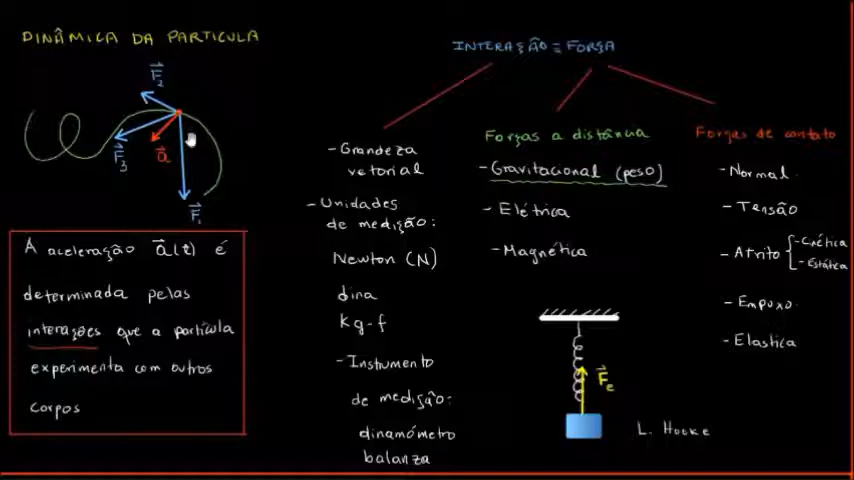 DINÂMICA DA PARTICULA
F₂
F₃
a
F₁
A aceleração a(t) é
determinada pelas
interações que a partícula
experimenta com outros
corpos
INTERAÇÃO = FORÇA
- Grandeza
vetorial
- Unidades
de medição:
Newton (N)
dina
Kg-f
- Instrumento
de medição:
dinamómetro
balanza
Forças a distância
- Gravitacional (peso)
- Elétrica
- Magnética
Fe
L. Hooke
Forças de contato
- Normal
- Tensão
- Atrito
- Cinética
- Estática
- Empuxo
- Elastica